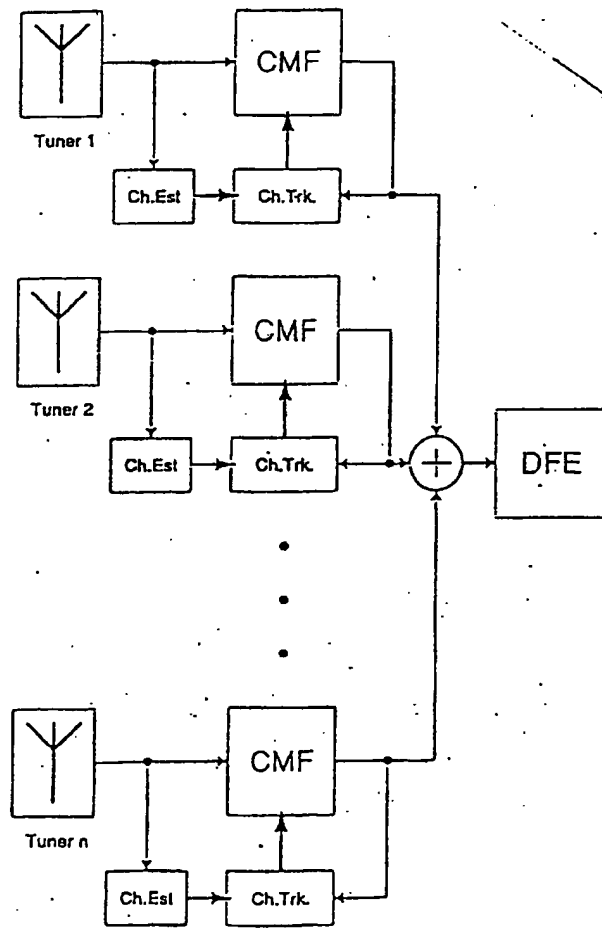 CMF
Tuner 1
Ch.Est
Ch.Trk.
CMF
Tuner 2
Ch.Est
Ch.Trk.
DFE
CMF
Tuner n
Ch.Est
Ch.Trk.